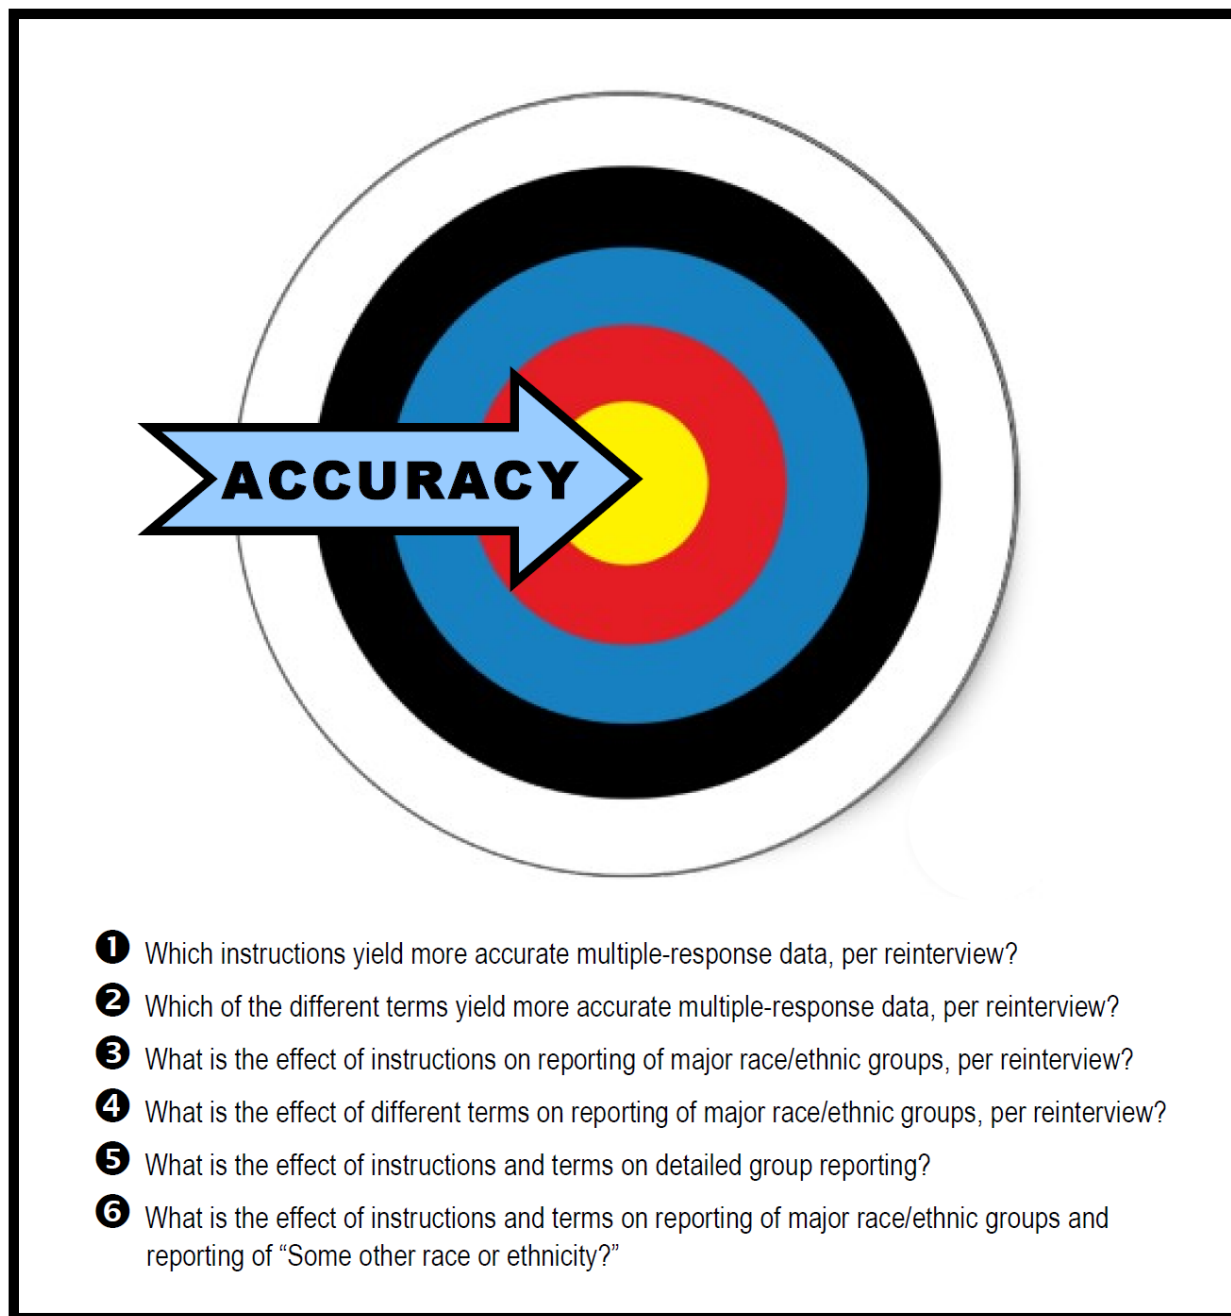 ACCURACY
❶ Which instructions yield more accurate multiple-response data, per reinterview?
❷ Which of the different terms yield more accurate multiple-response data, per reinterview?
❸ What is the effect of instructions on reporting of major race/ethnic groups, per reinterview?
❹ What is the effect of different terms on reporting of major race/ethnic groups, per reinterview?
❺ What is the effect of instructions and terms on detailed group reporting?
❻ What is the effect of instructions and terms on reporting of major race/ethnic groups and
reporting of “Some other race or ethnicity?”